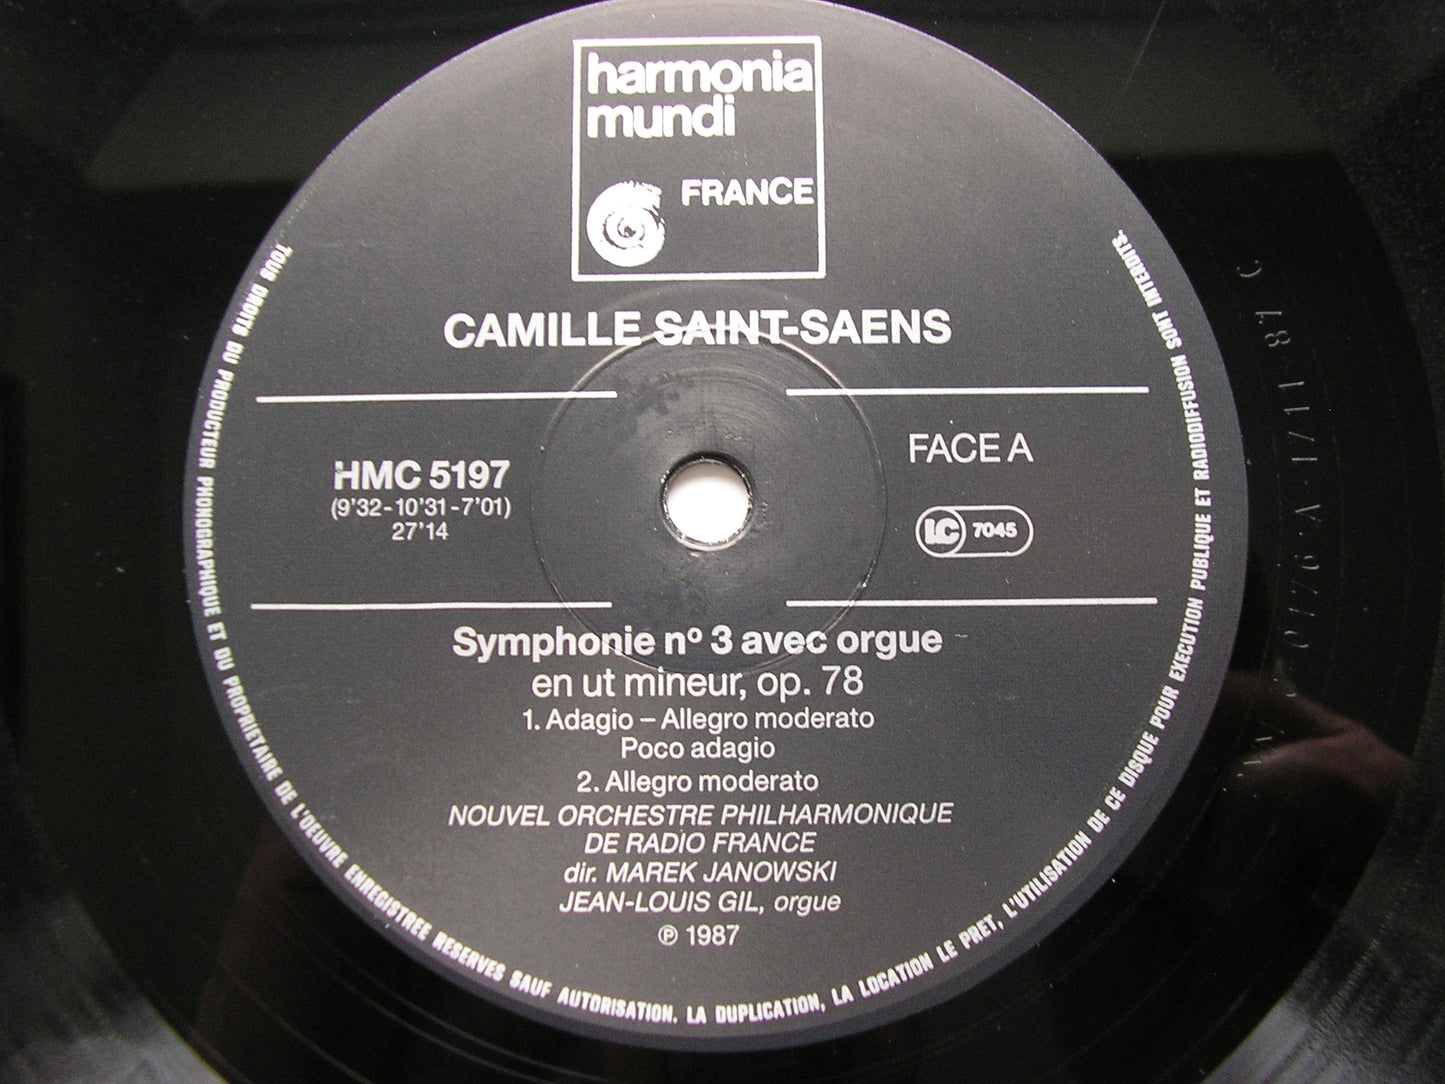 harmonia
mundi
FRANCE
CAMILLE SAINT-SAENS
HMC 5197
(9'32-10'31-7'01)
27'14
FACE A
LC 7045
Symphonie nº 3 avec orgue
en ut mineur, op. 78
1. Adagio – Allegro moderato
Poco adagio
2. Allegro moderato
NOUVEL ORCHESTRE PHILHARMONIQUE
DE RADIO FRANCE
dir. MAREK JANOWSKI
JEAN-LOUIS GIL, orgue
℗ 1987
TOUS DROITS DU PRODUCTEUR PHONOGRAPHIQUE ET DU PROPRIETAIRE DE L'OEUVRE ENREGISTREE RESERVES SAUF AUTORISATION. LA DUPLICATION, LA LOCATION LE PRET, L'UTILISATION DE CE DISQUE POUR EXECUTION PUBLIQUE ET RADIODIFFUSION SONT INTERDITS.